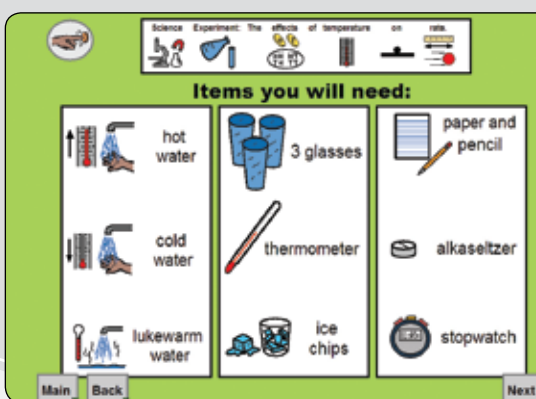 Science Experiment: The effects of temperature on rate.
Items you will need:
hot
water
cold
water
lukewarm
water
3 glasses
thermometer
ice
chips
paper and
pencil
alkaseltzer
stopwatch
Main
Back
Next